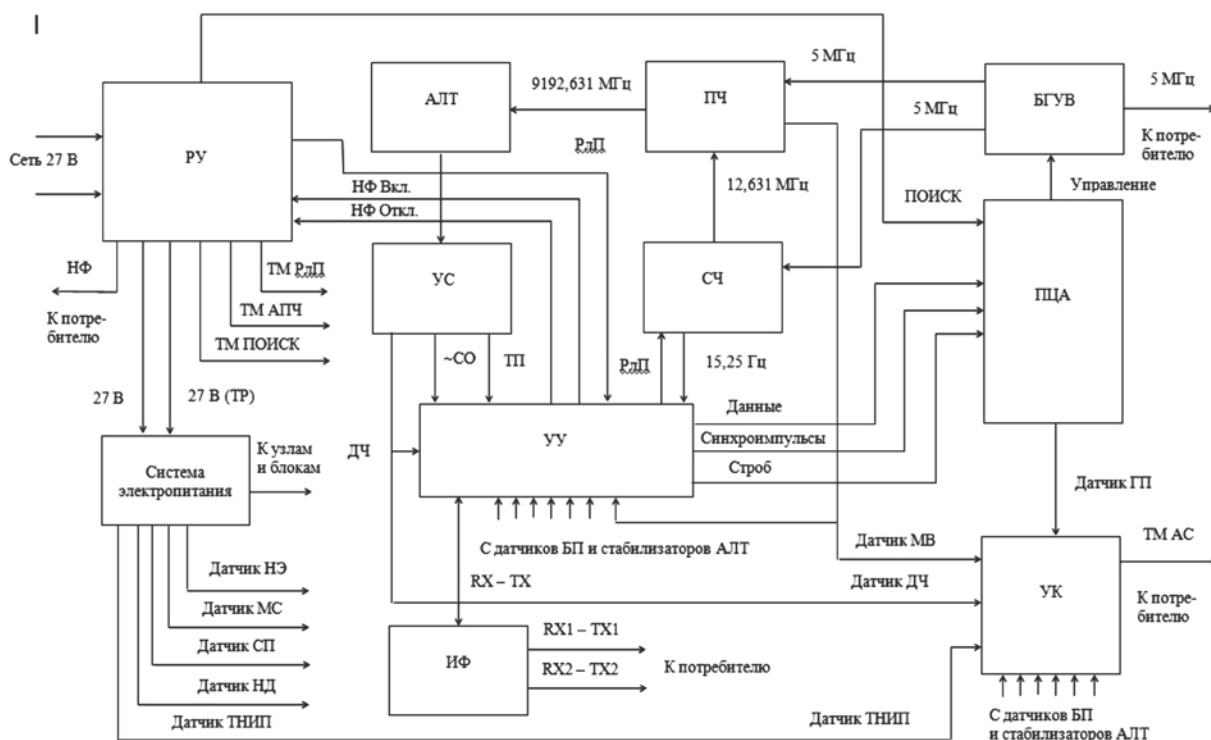 I
5 МГц
5 МГц
АЛТ
9192,631 МГц
ПЧ
БГУВ
5 МГц
РУ
Сеть 27 В
РлП
К потре-
бителю
12,631 МГц
НФ Вкл.
НФ Откл.
ПОИСК
Управление
НФ
ТМ РлП
УС
СЧ
ПЦА
К потре-
бителю
ТМ АПЧ
ТМ ПОИСК
~СО
ТП
РлП
15,25 Гц
27 В
27 В (ТР)
Данные
УУ
Синхроимпульсы
ДЧ
К узлам
и блокам
Строб
Система
электропитания
Датчик ГП
С датчиков БП и стабилизаторов АЛТ
Датчик МВ
ТМ АС
Датчик НЭ
RX – TX
Датчик ДЧ
УК
Датчик МС
К потре-
бителю
RX1 – TX1
Датчик СП
ИФ
RX2 – TX2
К потребителю
Датчик НД
Датчик ТНИП
Датчик ТНИП
С датчиков БП
и стабилизаторов АЛТ